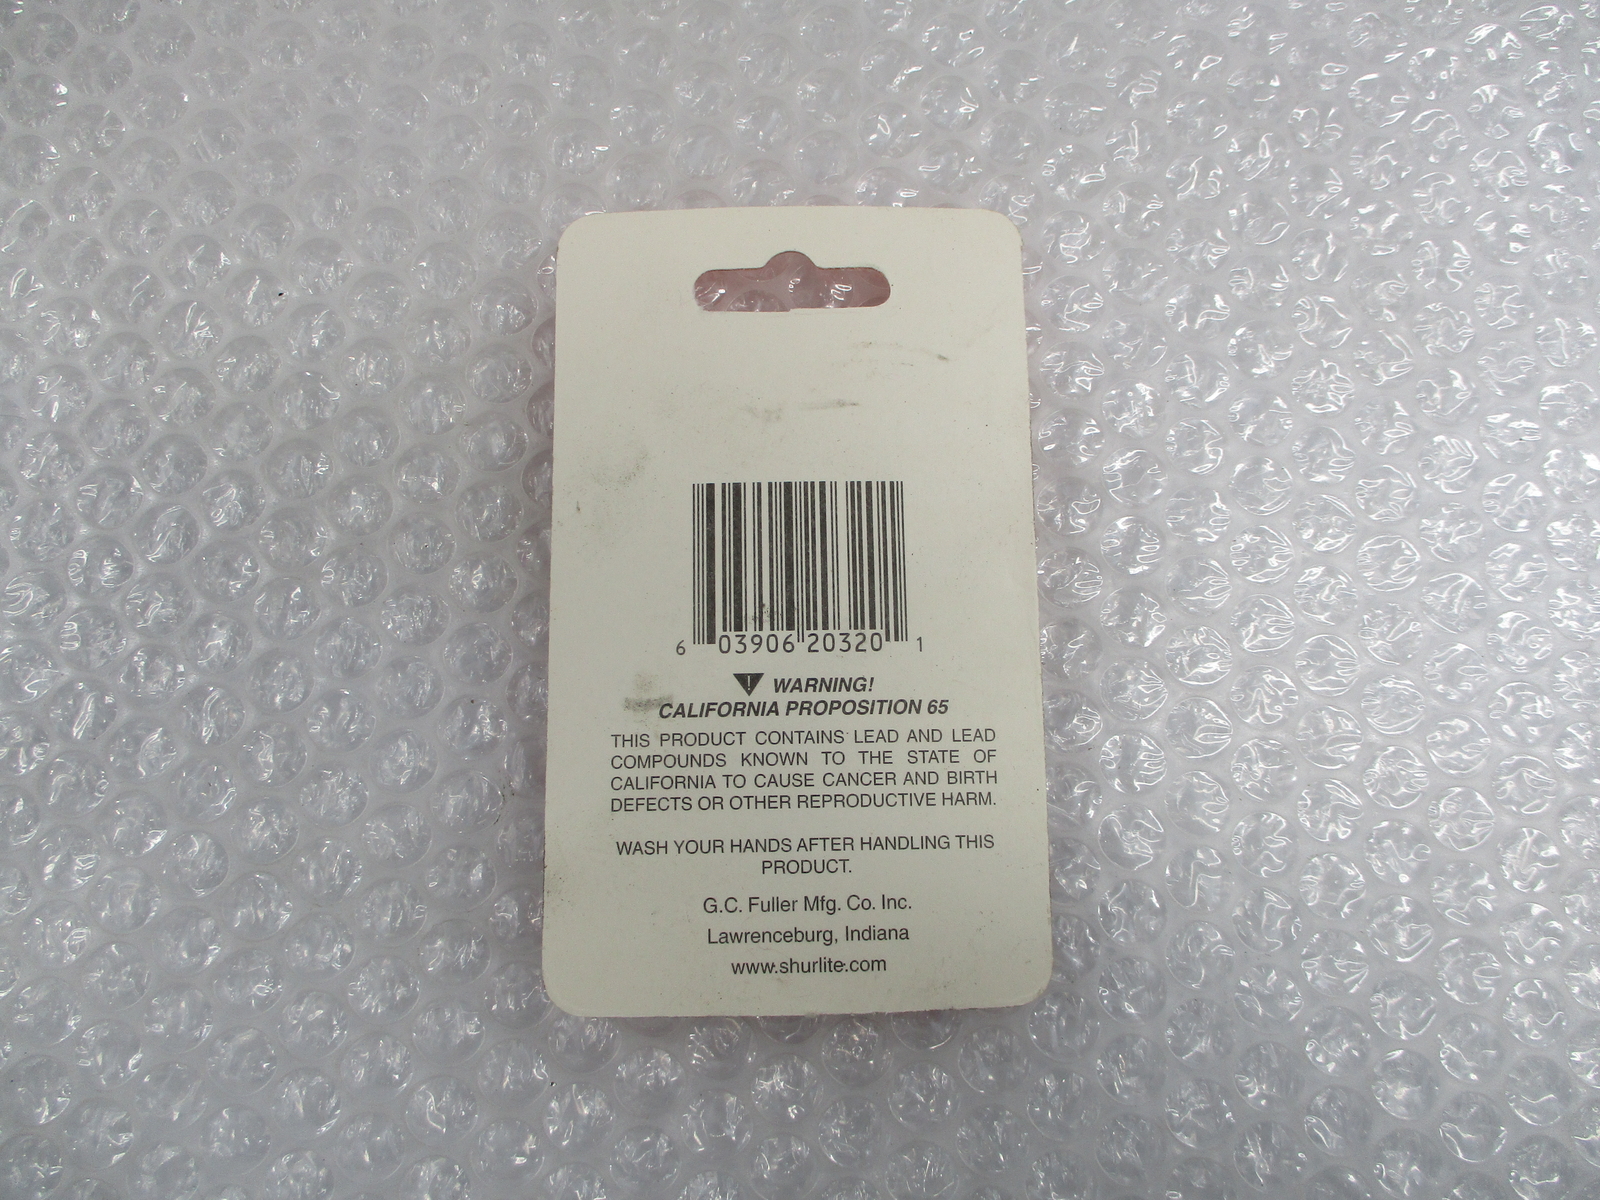 6 03906 20320 1
WARNING!
CALIFORNIA PROPOSITION 65
THIS PRODUCT CONTAINS LEAD AND LEAD
COMPOUNDS KNOWN TO THE STATE OF
CALIFORNIA TO CAUSE CANCER AND BIRTH
DEFECTS OR OTHER REPRODUCTIVE HARM.
WASH YOUR HANDS AFTER HANDLING THIS
PRODUCT.
G.C. Fuller Mfg. Co. Inc.
Lawrenceburg, Indiana
www.shurlite.com